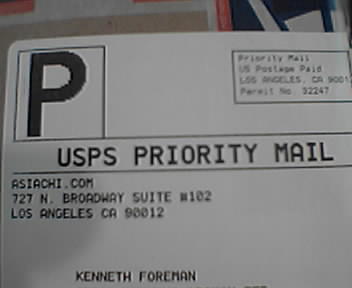 P
Priority Mail
US Postage Paid
LOS ANGELES, CA 9001
Permit No. 32247
USPS PRIORITY MAIL
ASIACHI.COM
727 N. BROADWAY SUITE #102
LOS ANGELES CA 90012
KENNETH FOREMAN